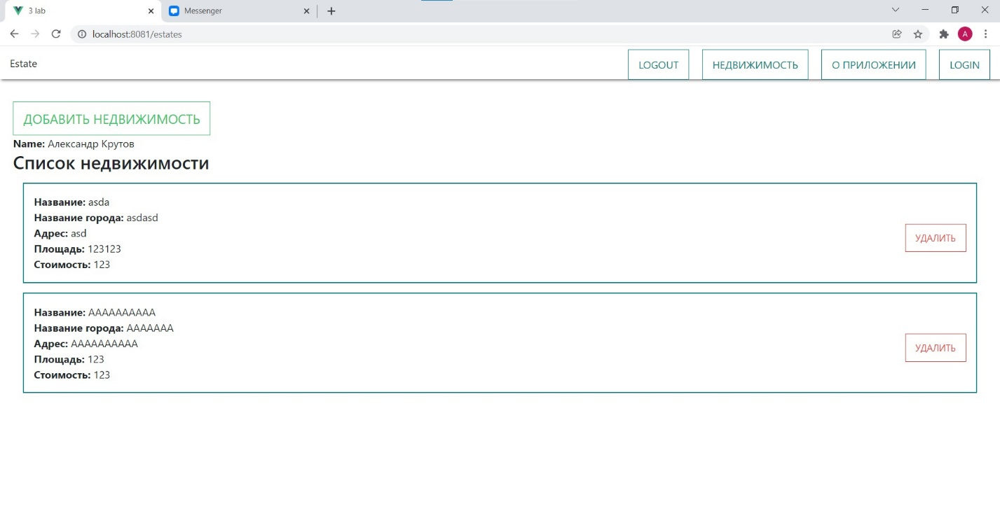 3 lab
Messenger
localhost:8081/estates
A
Estate
LOGOUT
НЕДВИЖИМОСТЬ
О ПРИЛОЖЕНИИ
LOGIN
ДОБАВИТЬ НЕДВИЖИМОСТЬ
Name: Александр Крутов
Список недвижимости
Название: asda
Название города: asdasd
Адрес: asd
Площадь: 123123
Стоимость: 123
УДАЛИТЬ
Название: AAAAAAAAAA
Название города: AAAAAAA
Адрес: AAAAAAAAAA
Площадь: 123
Стоимость: 123
УДАЛИТЬ